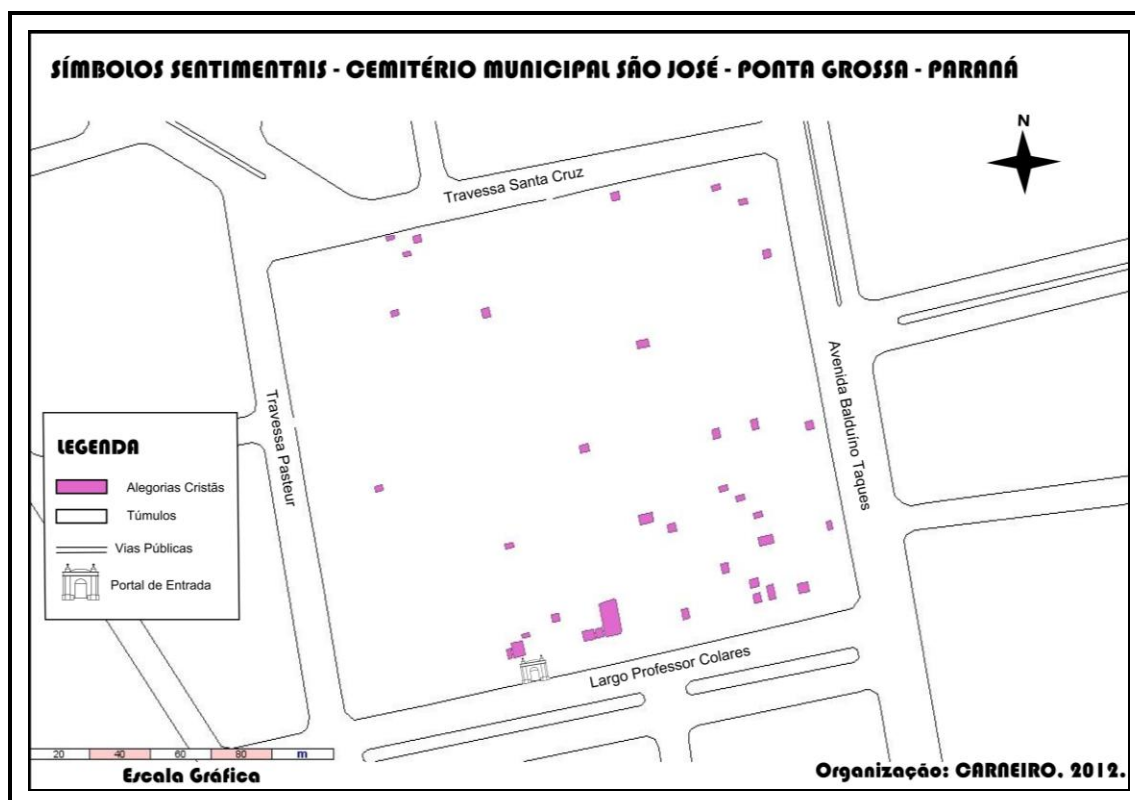 SÍMBOLOS SENTIMENTAIS - CEMITÉRIO MUNICIPAL SÃO JOSÉ - PONTA GROSSA - PARANÁ
N
Travessa Santa Cruz
Travessa Pasteur
Avenida Balduíno Taques
LEGENDA
Alegorias Cristãs
Túmulos
Vias Públicas
Portal de Entrada
Largo Professor Colares
20 40 60 80 m
Escala Gráfica
Organização: CARNEIRO. 2012.